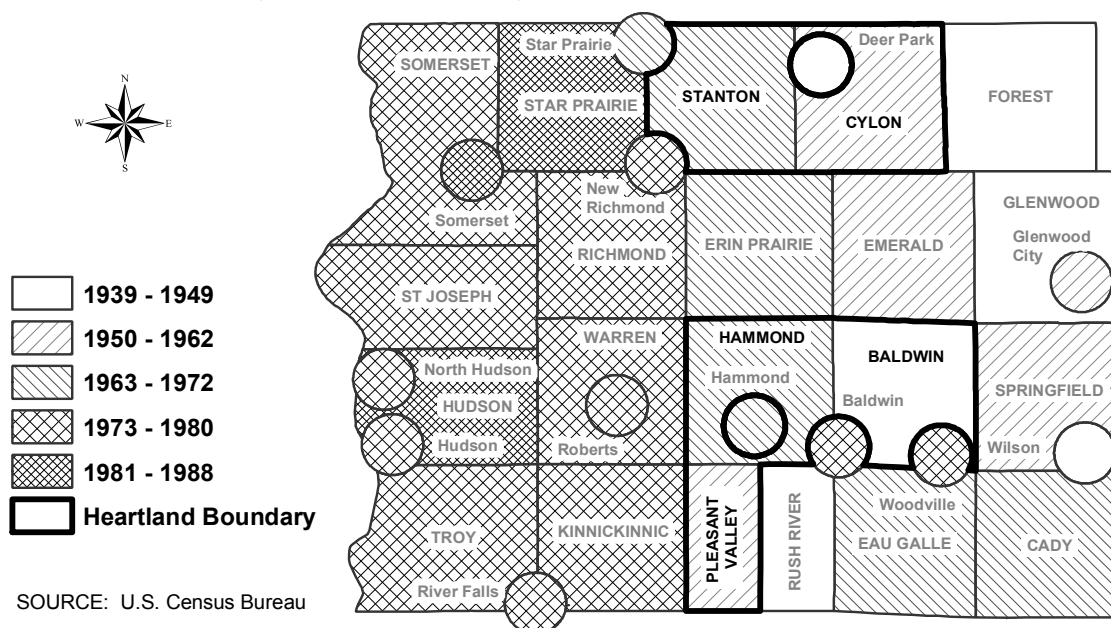 N
W
E
S
SOMERSET
Star Prairie
STAR PRAIRIE
STANTON
Deer Park
CYLON
FOREST
Somerset
New
Richmond
RICHMOND
ERIN PRAIRIE
EMERALD
GLENWOOD
Glenwood
City
ST JOSEPH
WARREN
HAMMOND
BALDWIN
North Hudson
HUDSON
Hudson
Hammond
Baldwin
SPRINGFIELD
Roberts
Wilson
TROY
KINNICKINNIC
PLEASANT
VALLEY
RUSH RIVER
Woodville
EAU GALLE
CADY
River Falls
1939 - 1949
1950 - 1962
1963 - 1972
1973 - 1980
1981 - 1988
Heartland Boundary
SOURCE: U.S. Census Bureau